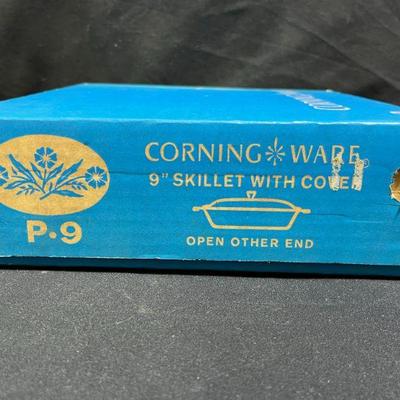 CORNING WARE
9" SKILLET WITH COVER
OPEN OTHER END
P·9